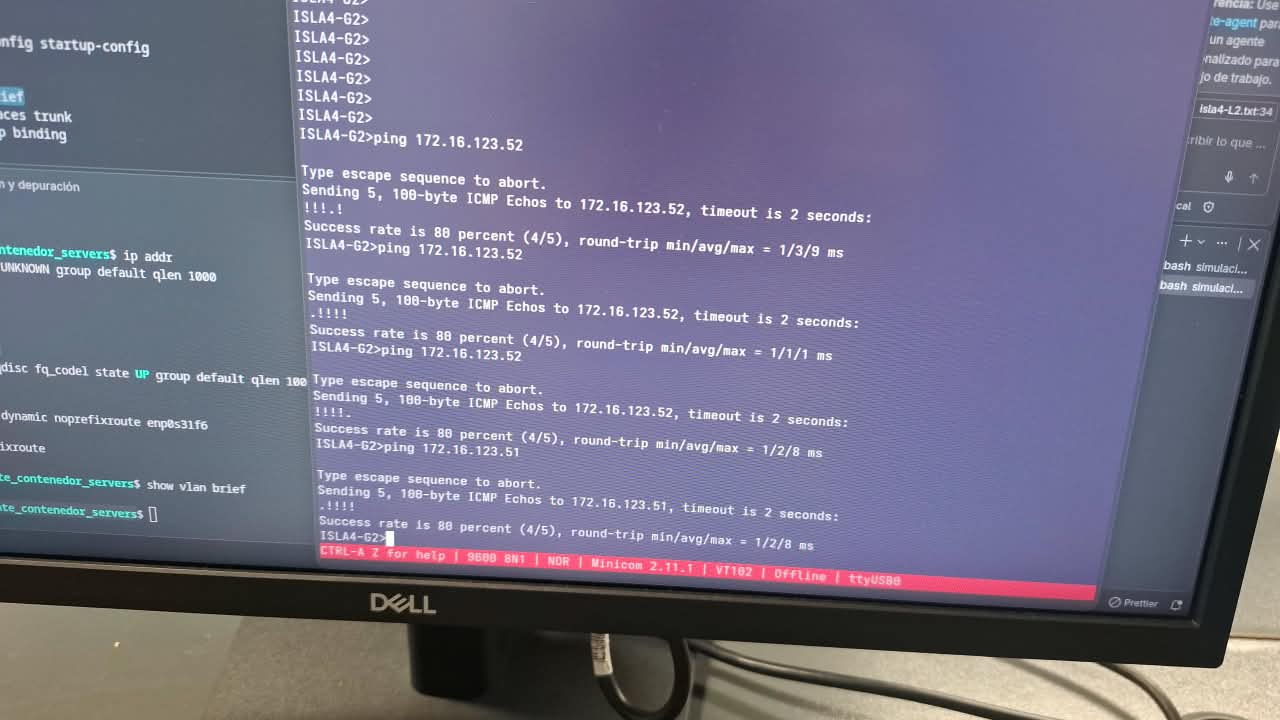 nfig startup-config
ief
aces trunk
p binding
n y depuración
ntenedor_servers$ ip addr
UNKNOWN group default qlen 1000
qdisc fq_codel state UP group default qlen 100
dynamic noprefixroute enp0s31f6
ixroute
te_contenedor_servers$ show vlan brief
ate_contenedor_servers$
ISLA4-G2>
ISLA4-G2>
ISLA4-G2>
ISLA4-G2>
ISLA4-G2>
ISLA4-G2>
ISLA4-G2>
ISLA4-G2>ping 172.16.123.52
Type escape sequence to abort.
Sending 5, 100-byte ICMP Echos to 172.16.123.52, timeout is 2 seconds:
!!!.!
Success rate is 80 percent (4/5), round-trip min/avg/max = 1/3/9 ms
ISLA4-G2>ping 172.16.123.52
Type escape sequence to abort.
Sending 5, 100-byte ICMP Echos to 172.16.123.52, timeout is 2 seconds:
.!!!!
Success rate is 80 percent (4/5), round-trip min/avg/max = 1/1/1 ms
ISLA4-G2>ping 172.16.123.52
Type escape sequence to abort.
Sending 5, 100-byte ICMP Echos to 172.16.123.52, timeout is 2 seconds:
!!!!.
Success rate is 80 percent (4/5), round-trip min/avg/max = 1/2/8 ms
ISLA4-G2>ping 172.16.123.51
Type escape sequence to abort.
Sending 5, 100-byte ICMP Echos to 172.16.123.51, timeout is 2 seconds:
.!!!!
Success rate is 80 percent (4/5), round-trip min/avg/max = 1/2/8 ms
ISLA4-G2>
CTRL-A Z for help | 9600 8N1 | NOR | Minicom 2.11.1 | VT102 | Offline | ttyUSB0
rencia: Use
te-agent para
un agente
nalizado para
jo de trabajo.
isla4-L2.txt:34
ribir lo que ...
cal
bash simulaci...
bash simulaci...
Prettier
DELL